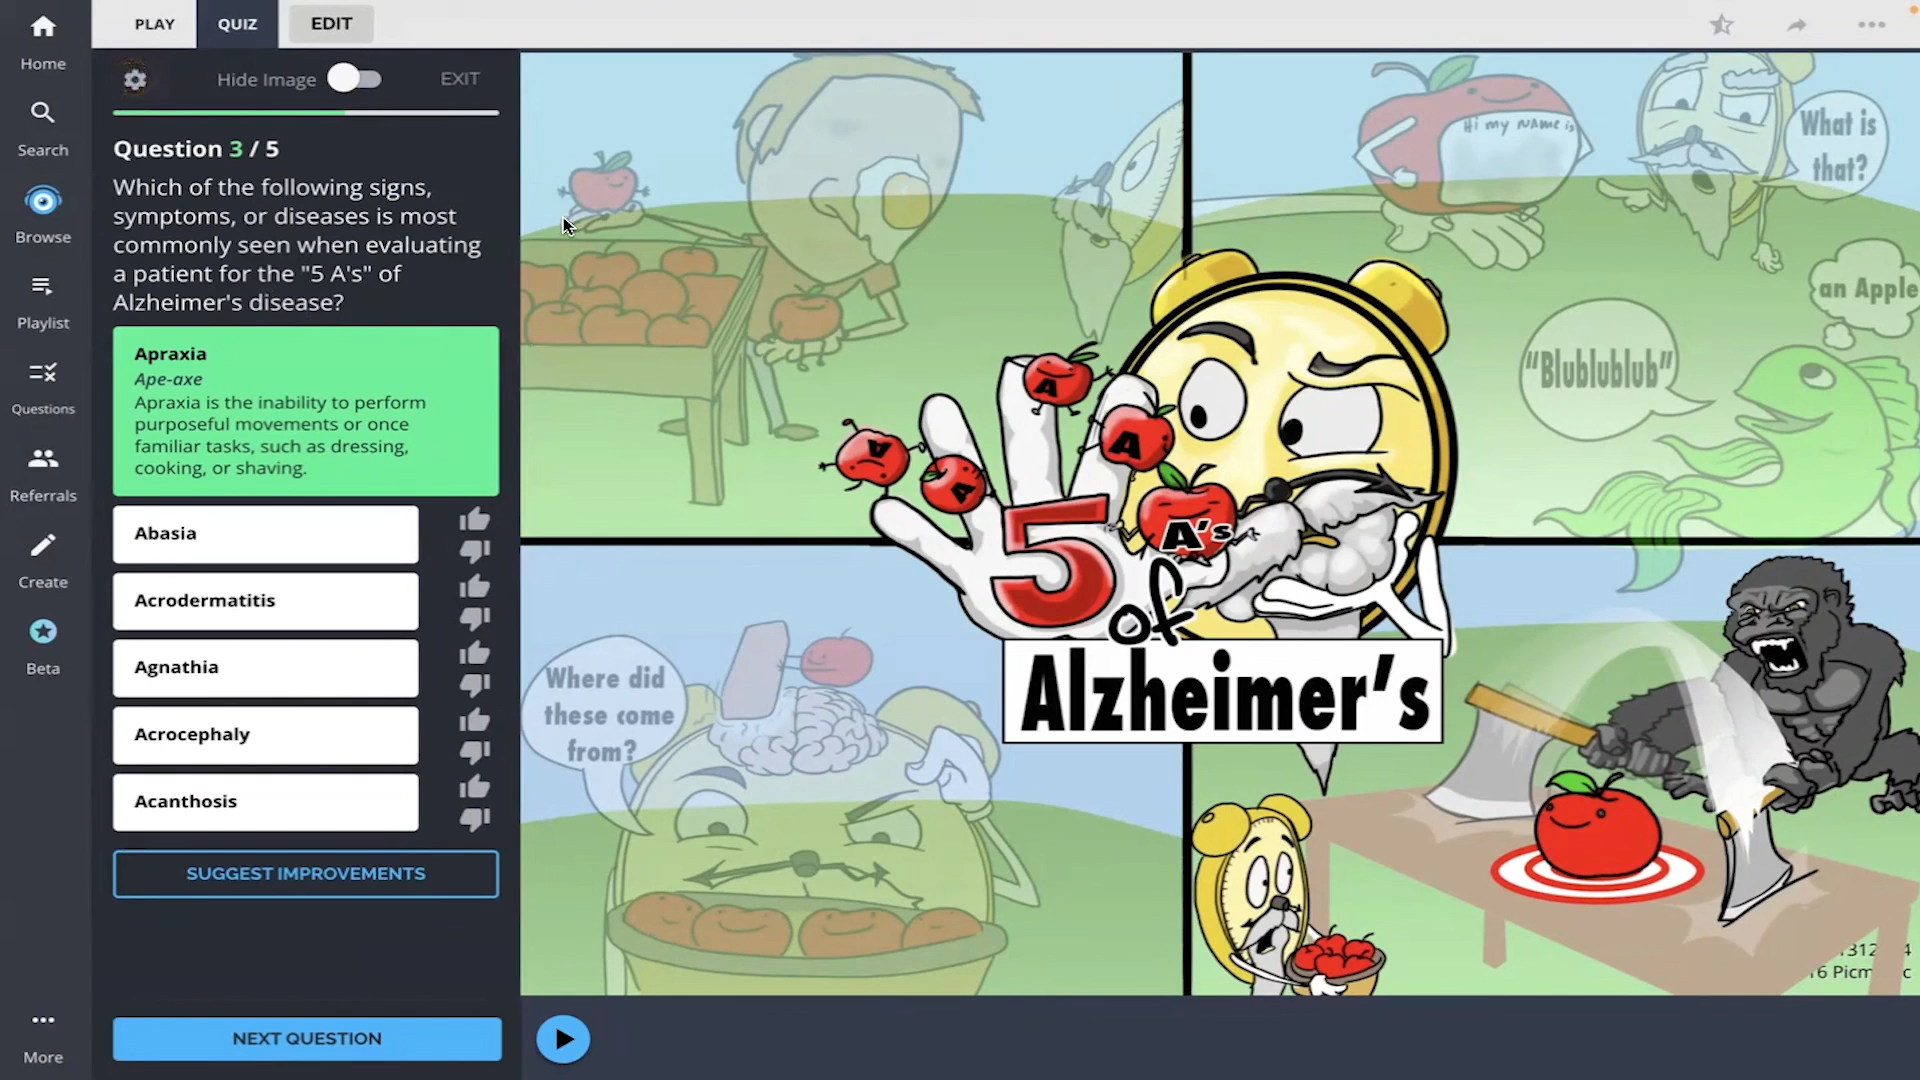 PLAY
QUIZ
EDIT
Home
Search
Browse
Playlist
Questions
Referrals
Create
Beta
More
Hide Image
EXIT
Question 3 / 5
Which of the following signs,
symptoms, or diseases is most
commonly seen when evaluating
a patient for the "5 A's" of
Alzheimer's disease?
Apraxia
Ape-axe
Apraxia is the inability to perform
purposeful movements or once
familiar tasks, such as dressing,
cooking, or shaving.
Abasia
Acrodermatitis
Agnathia
Acrocephaly
Acanthosis
SUGGEST IMPROVEMENTS
NEXT QUESTION
Hi my NAME is
What is
that?
an Apple
"Blublublub"
A
A
A
A
5
A's
of
Alzheimer's
Where did
these come
from?